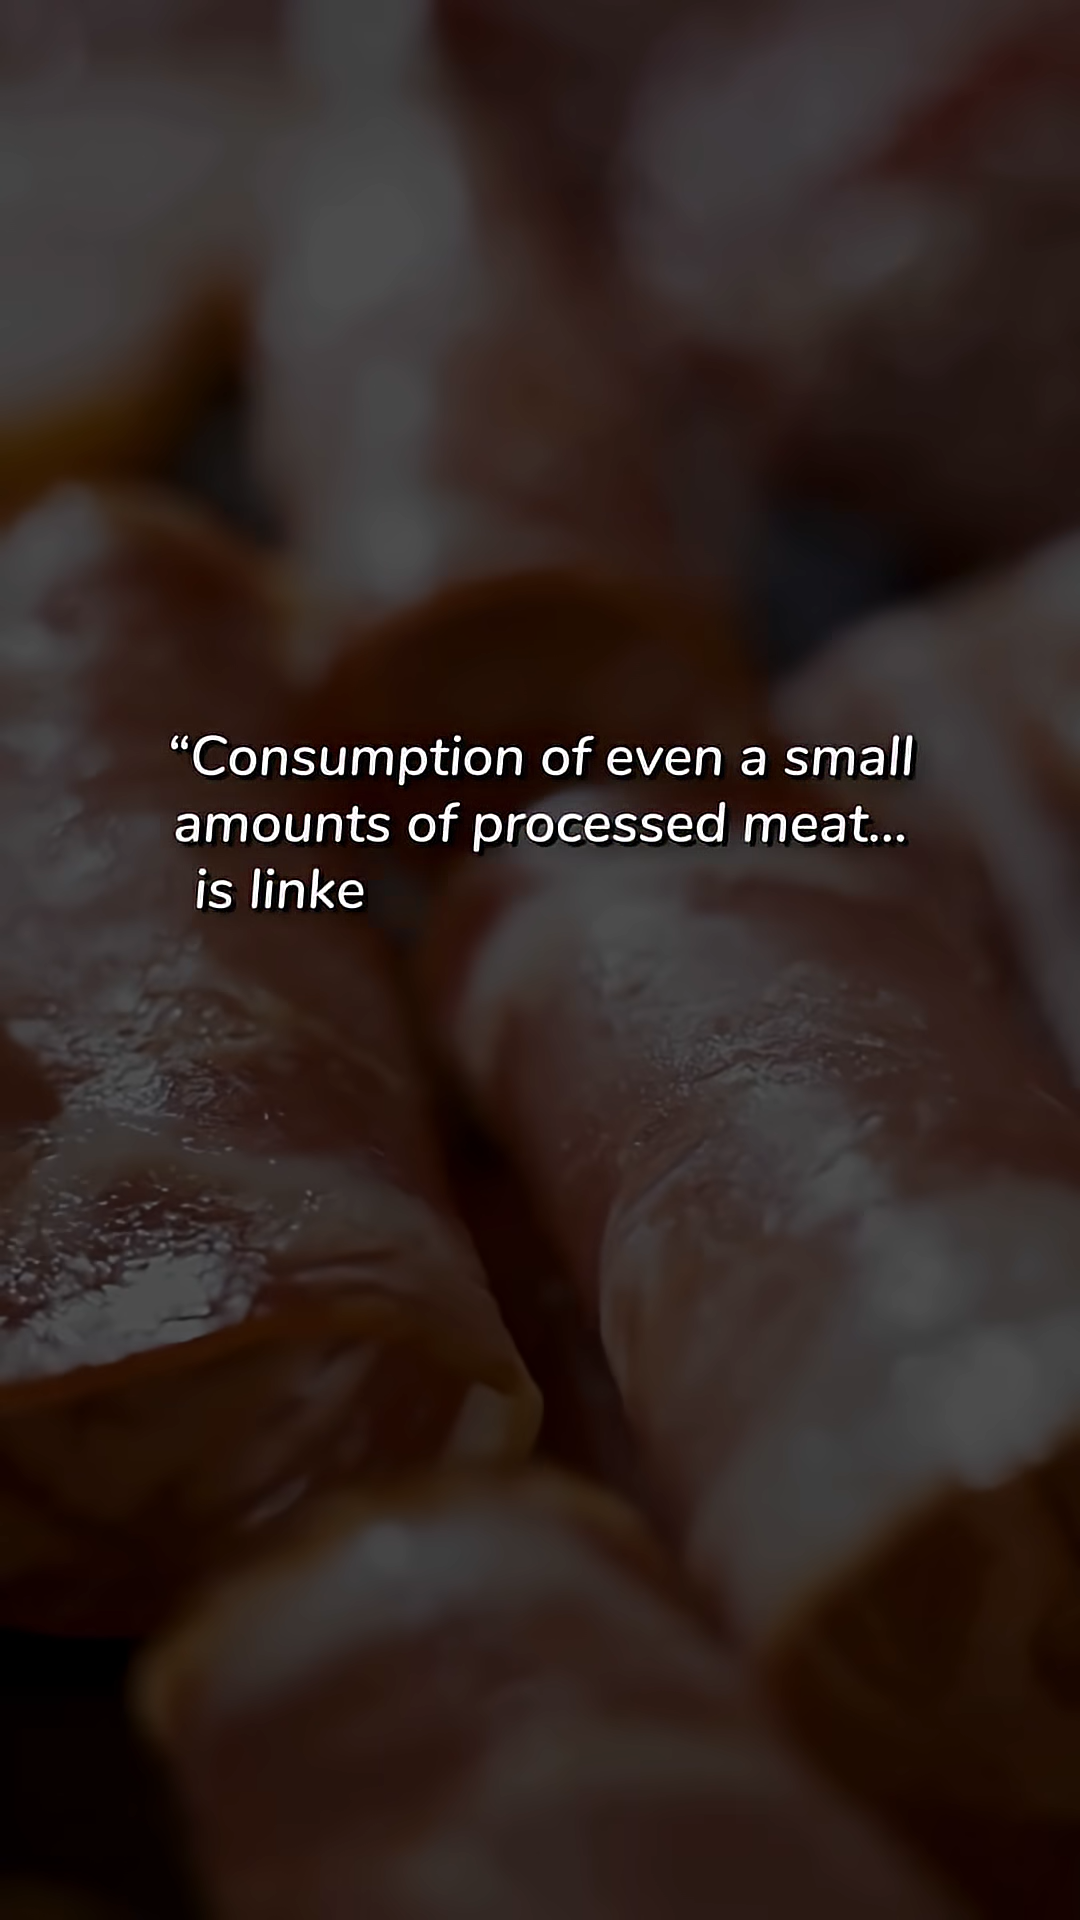 “Consumption of even a small
amounts of processed meat...
is linke